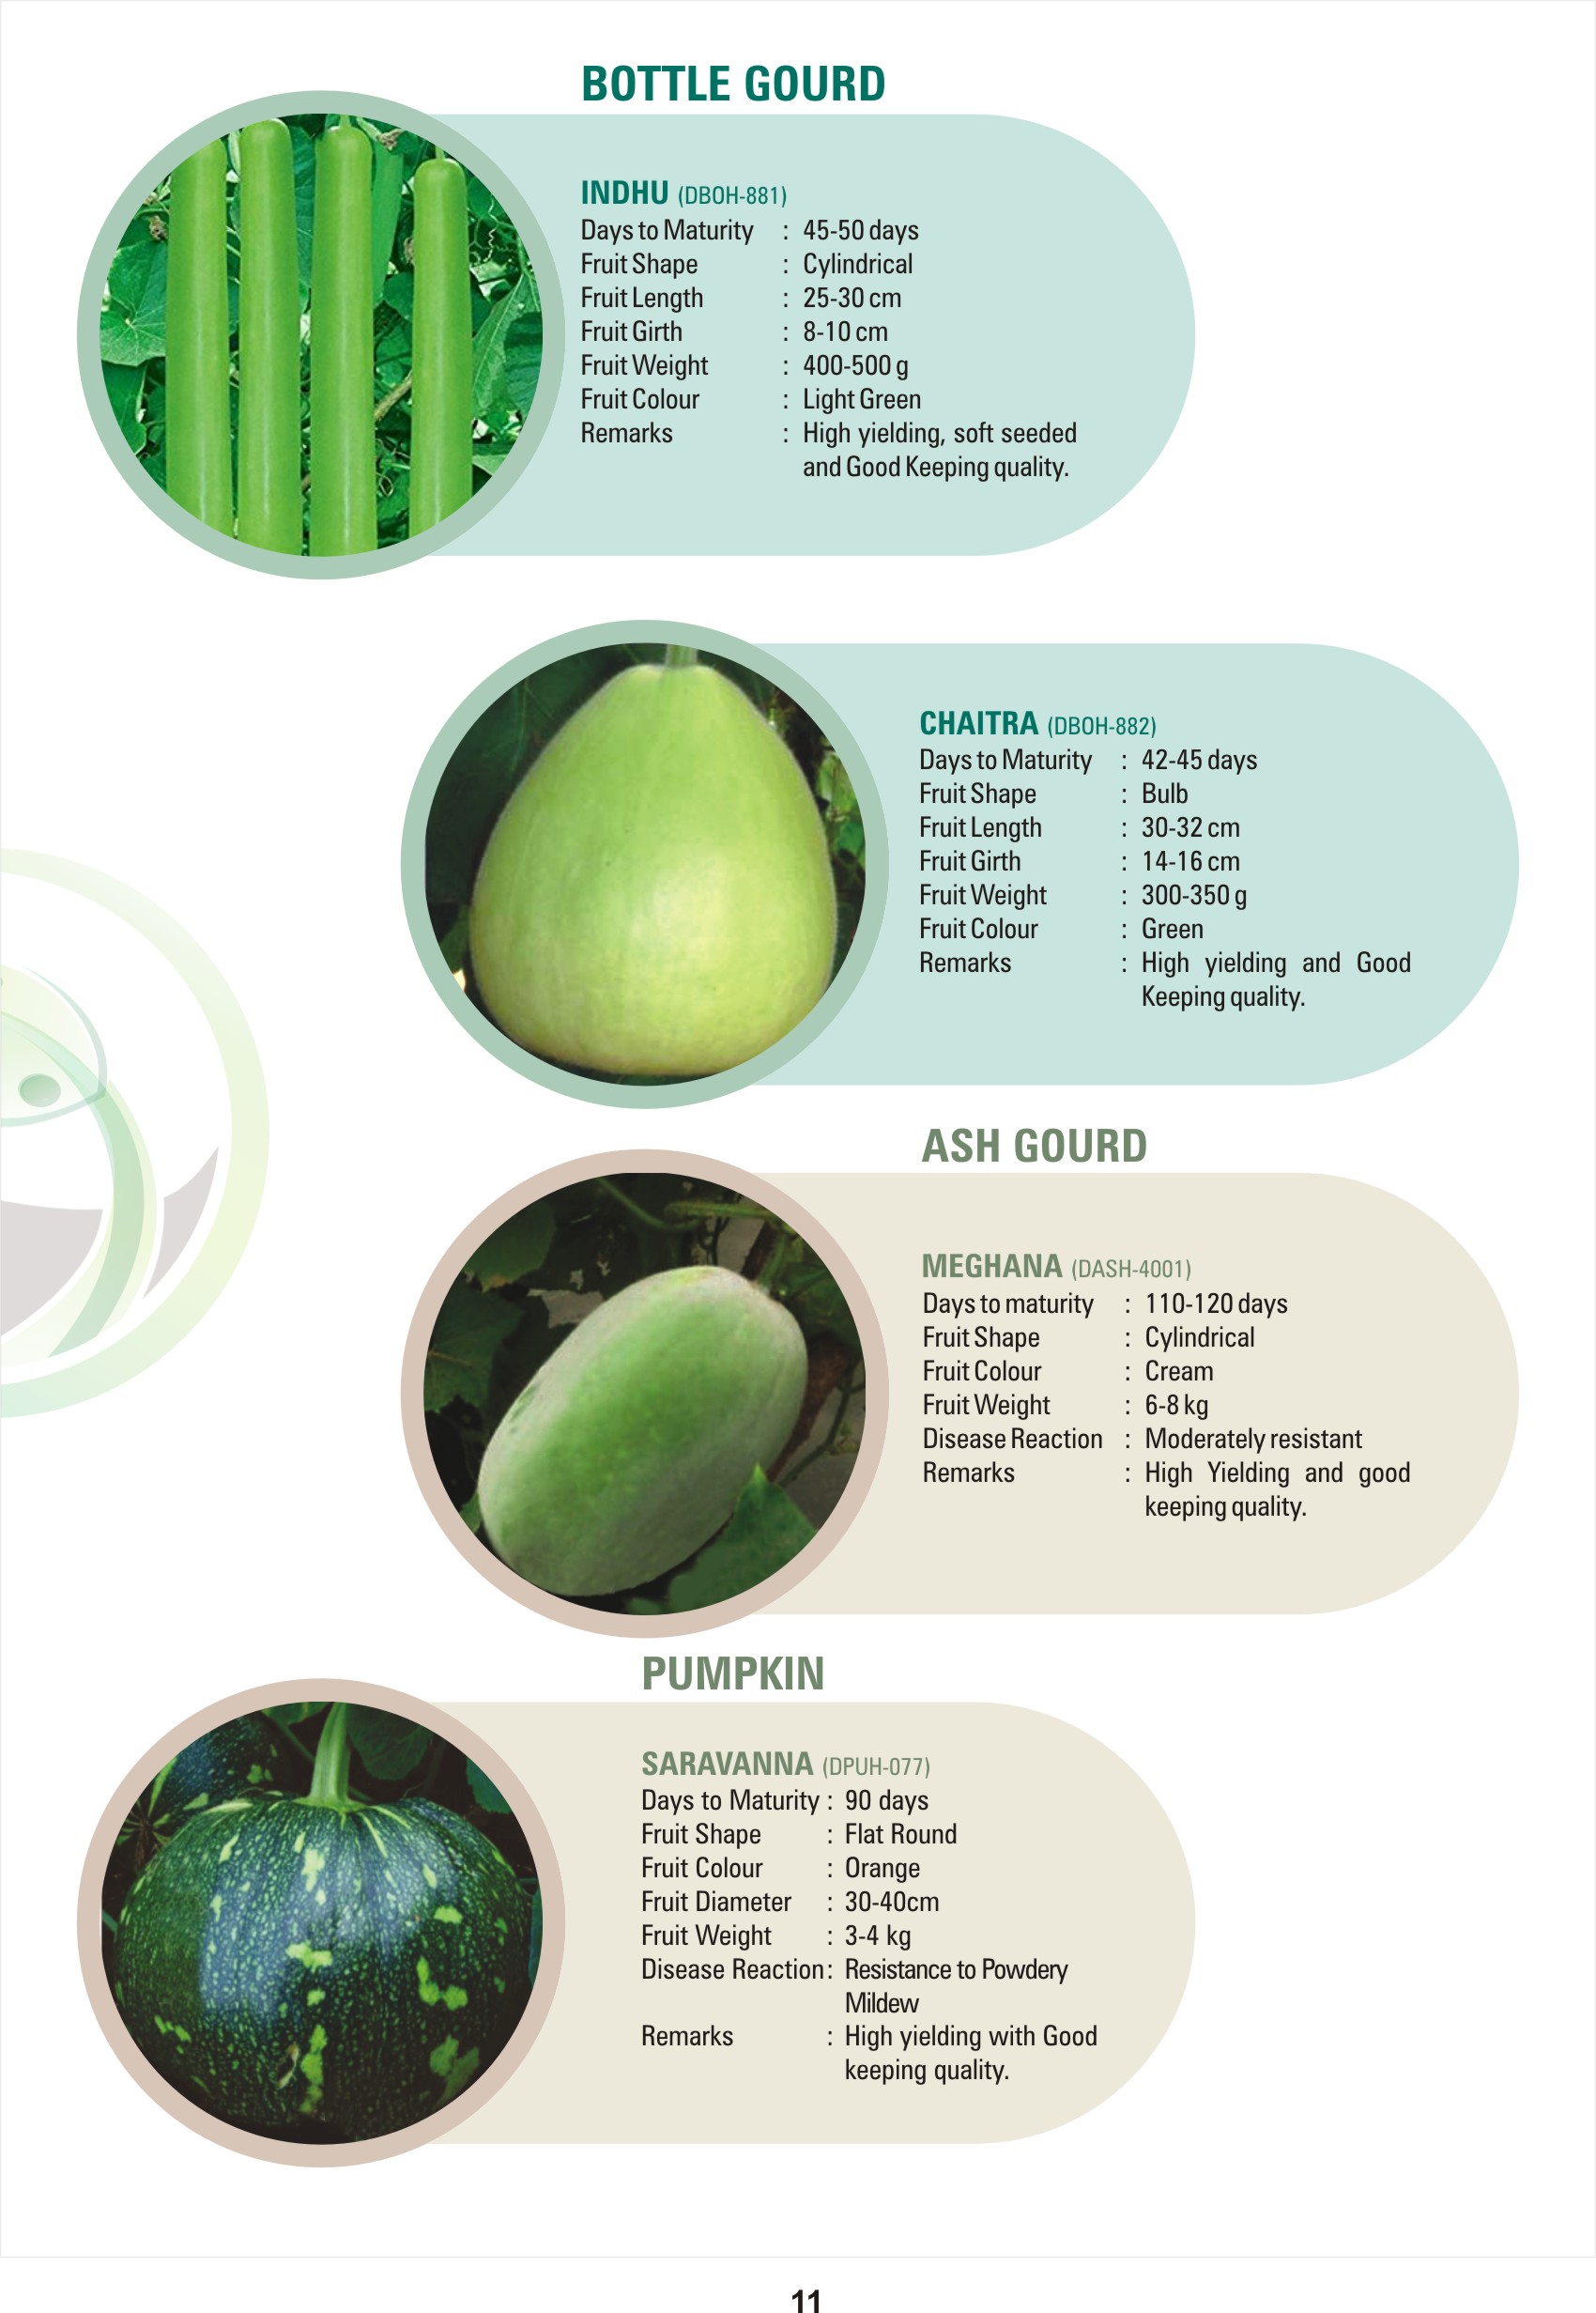 BOTTLE GOURD
INDHU (DBOH-881)
Days to Maturity : 45-50 days
Fruit Shape : Cylindrical
Fruit Length : 25-30 cm
Fruit Girth : 8-10 cm
Fruit Weight : 400-500 g
Fruit Colour : Light Green
Remarks : High yielding, soft seeded
and Good Keeping quality.
CHAITRA (DBOH-882)
Days to Maturity : 42-45 days
Fruit Shape : Bulb
Fruit Length : 30-32 cm
Fruit Girth : 14-16 cm
Fruit Weight : 300-350 g
Fruit Colour : Green
Remarks : High yielding and Good
Keeping quality.
ASH GOURD
MEGHANA (DASH-4001)
Days to maturity : 110-120 days
Fruit Shape : Cylindrical
Fruit Colour : Cream
Fruit Weight : 6-8 kg
Disease Reaction : Moderately resistant
Remarks : High Yielding and good
keeping quality.
PUMPKIN
SARAVANNA (DPUH-077)
Days to Maturity : 90 days
Fruit Shape : Flat Round
Fruit Colour : Orange
Fruit Diameter : 30-40cm
Fruit Weight : 3-4 kg
Disease Reaction : Resistance to Powdery
Mildew
Remarks : High yielding with Good
keeping quality.
11